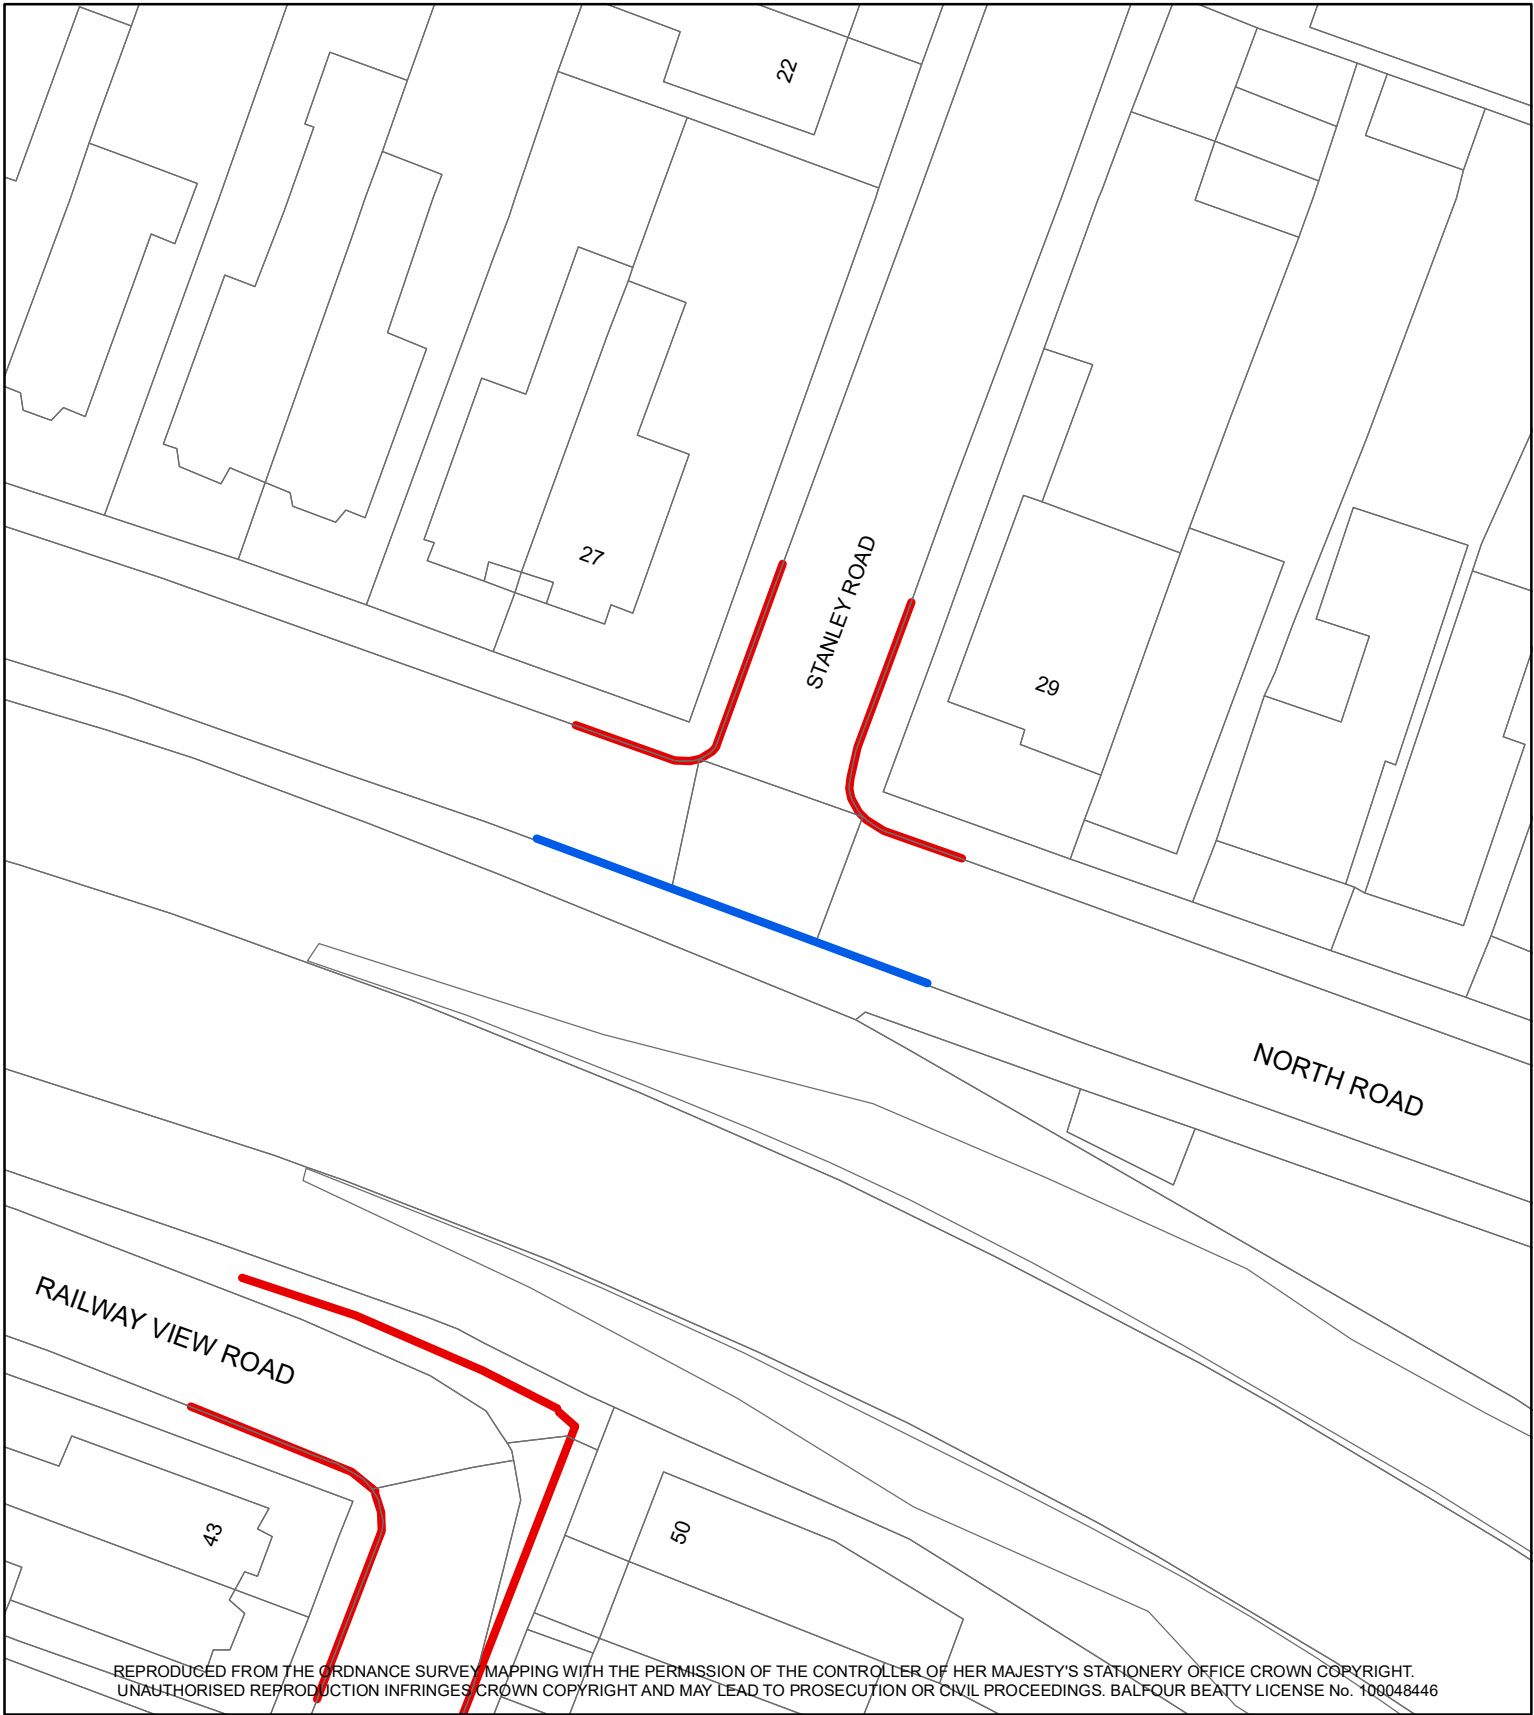 22
27
STANLEY ROAD
29
NORTH ROAD
RAILWAY VIEW ROAD
43
50
REPRODUCED FROM THE ORDNANCE SURVEY MAPPING WITH THE PERMISSION OF THE CONTROLLER OF HER MAJESTY'S STATIONERY OFFICE CROWN COPYRIGHT.
UNAUTHORISED REPRODUCTION INFRINGES CROWN COPYRIGHT AND MAY LEAD TO PROSECUTION OR CIVIL PROCEEDINGS. BALFOUR BEATTY LICENSE No. 100048446